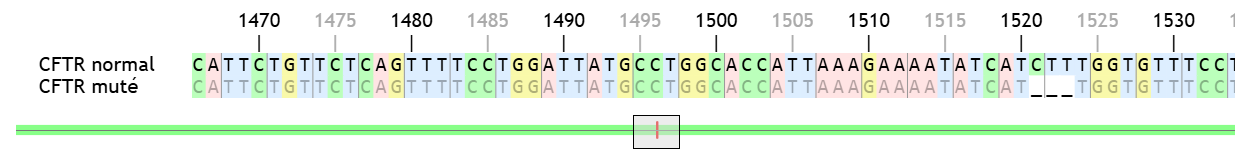 1470 1475 1480 1485 1490 1495 1500 1505 1510 1515 1520 1525 1530
CFTR normal CATTCTGTTCTCAGTTTTCCTGGATTATGCCTGGCACCATTAAAGAAAATATCATCTTTGGTGTTTCCT
CFTR muté CATTCTGTTCTCAGTTTTCCTGGATTATGCCTGGCACCATTAAAGAAAATATCAT___TGGTGTTTCCT